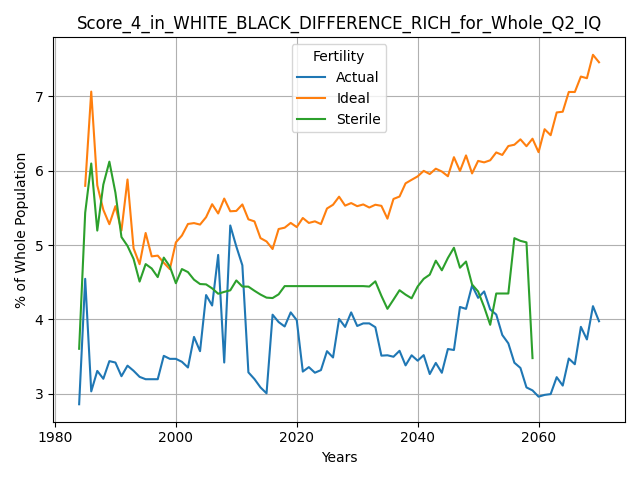 Score_4_in_WHITE_BLACK_DIFFERENCE_RICH_for_Whole_Q2_IQ
Fertility
Actual
Ideal
Sterile
7
6
5
4
3
% of Whole Population
1980
2000
2020
2040
2060
Years